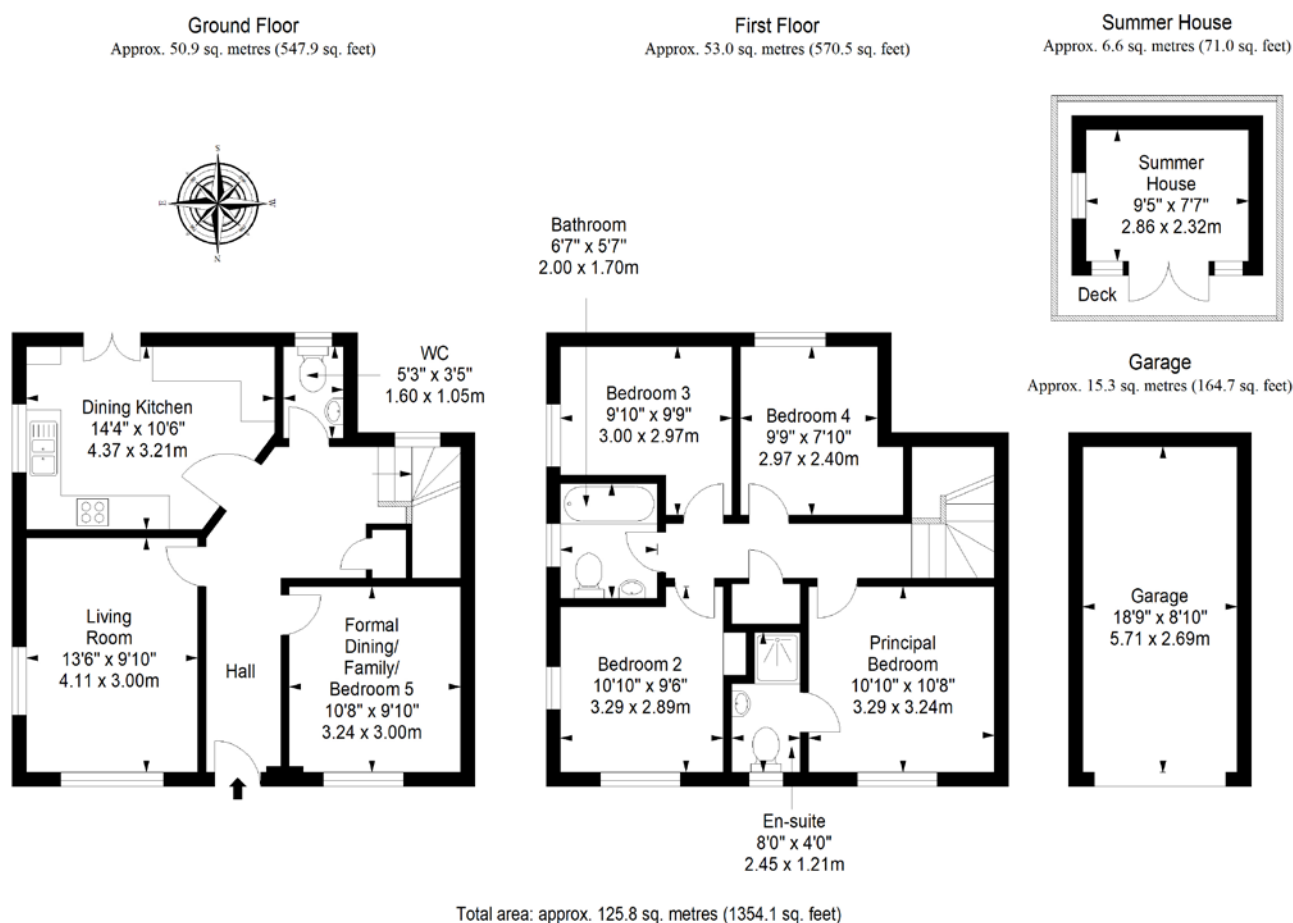 Ground Floor
Approx. 50.9 sq. metres (547.9 sq. feet)
First Floor
Approx. 53.0 sq. metres (570.5 sq. feet)
Summer House
Approx. 6.6 sq. metres (71.0 sq. feet)
S
E
W
N
Summer
House
9'5" x 7'7"
2.86 x 2.32m
Deck
Bathroom
6'7" x 5'7"
2.00 x 1.70m
WC
5'3" x 3'5"
1.60 x 1.05m
Dining Kitchen
14'4" x 10'6"
4.37 x 3.21m
Living
Room
13'6" x 9'10"
4.11 x 3.00m
Hall
Formal
Dining/
Family/
Bedroom 5
10'8" x 9'10"
3.24 x 3.00m
Bedroom 3
9'10" x 9'9"
3.00 x 2.97m
Bedroom 4
9'9" x 7'10"
2.97 x 2.40m
Bedroom 2
10'10" x 9'6"
3.29 x 2.89m
Principal
Bedroom
10'10" x 10'8"
3.29 x 3.24m
En-suite
8'0" x 4'0"
2.45 x 1.21m
Garage
Approx. 15.3 sq. metres (164.7 sq. feet)
Garage
18'9" x 8'10"
5.71 x 2.69m
Total area: approx. 125.8 sq. metres (1354.1 sq. feet)